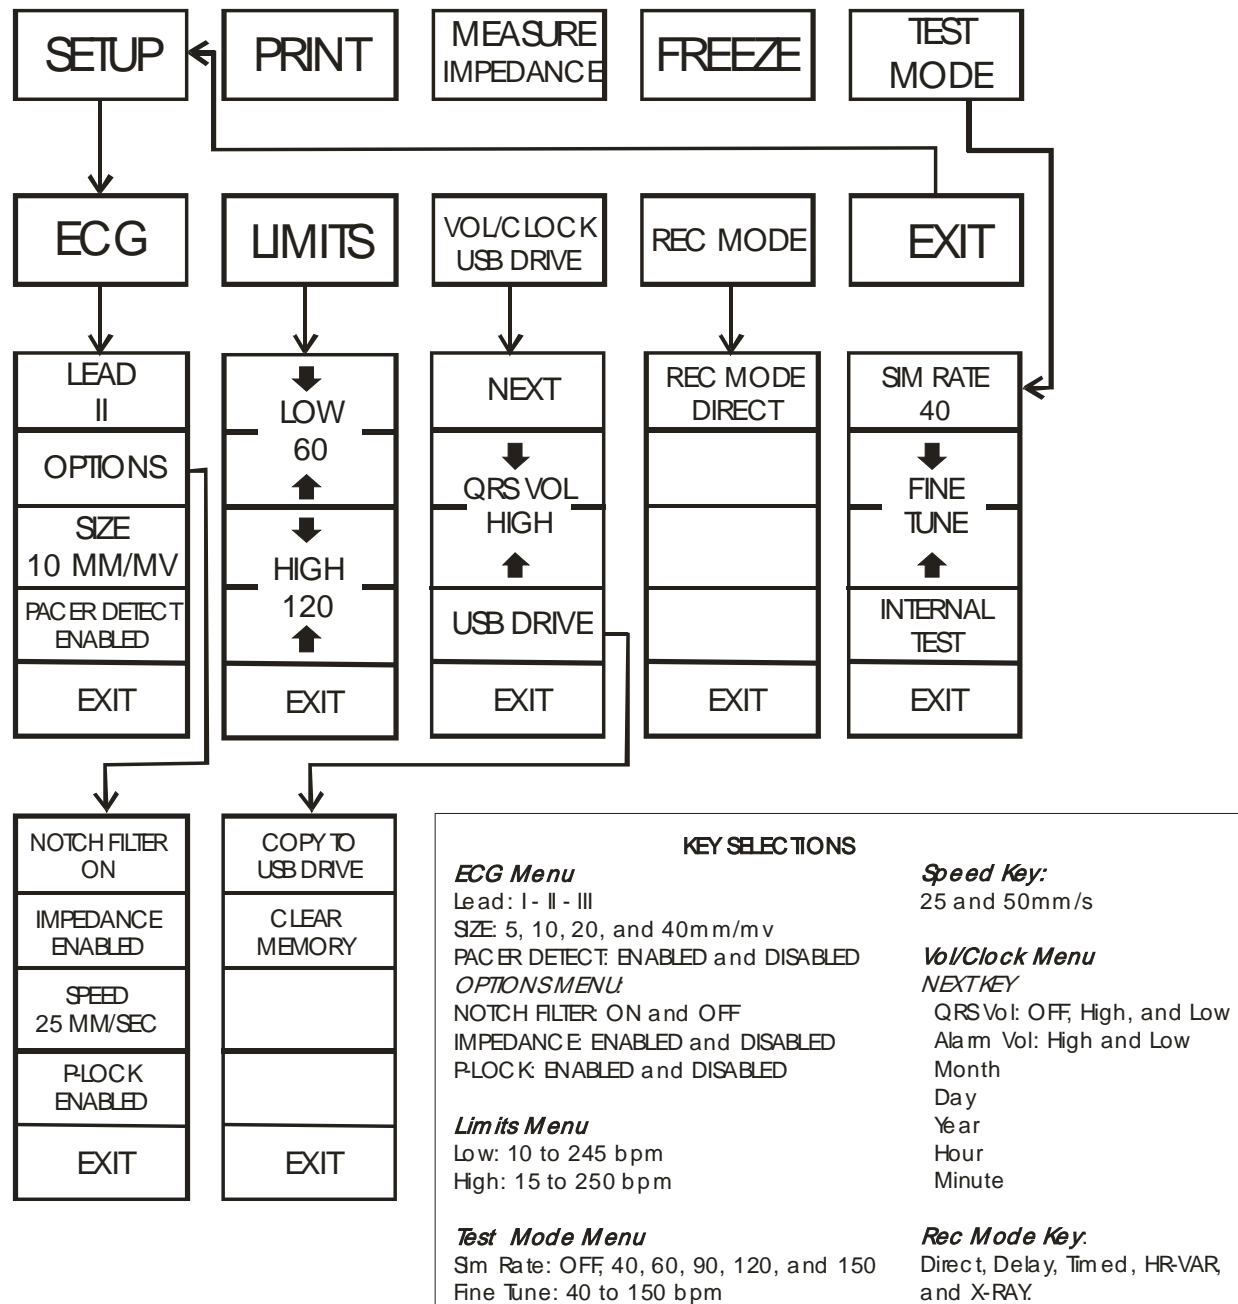 SETUP
PRINT
MEASURE
IMPEDANCE
FREEZE
TEST
MODE
ECG
LIMITS
VOL/CLOCK
USB DRIVE
REC MODE
EXIT
LEAD
II
OPTIONS
SIZE
10 MM/MV
PACER DETECT
ENABLED
EXIT
LOW
60
HIGH
120
EXIT
NEXT
QRS VOL
HIGH
USB DRIVE
EXIT
REC MODE
DIRECT
EXIT
SIM RATE
40
FINE
TUNE
INTERNAL
TEST
EXIT
NOTCH FILTER
ON
IMPEDANCE
ENABLED
SPEED
25 MM/SEC
P-LOCK
ENABLED
EXIT
COPY TO
USB DRIVE
CLEAR
MEMORY
EXIT
KEY SELECTIONS
ECG Menu
Lead: I - II - III
SIZE: 5, 10, 20, and 40mm/mv
PACER DETECT: ENABLED and DISABLED
OPTIONS MENU:
NOTCH FILTER: ON and OFF
IMPEDANCE: ENABLED and DISABLED
P-LOCK: ENABLED and DISABLED
Limits Menu
Low: 10 to 245 bpm
High: 15 to 250 bpm
Test Mode Menu
Sim Rate: OFF, 40, 60, 90, 120, and 150
Fine Tune: 40 to 150 bpm
Speed Key:
25 and 50mm/s
Vol/Clock Menu
NEXT KEY
QRS Vol: OFF, High, and Low
Alarm Vol: High and Low
Month
Day
Year
Hour
Minute
Rec Mode Key:
Direct, Delay, Timed, HR-VAR,
and X-RAY.